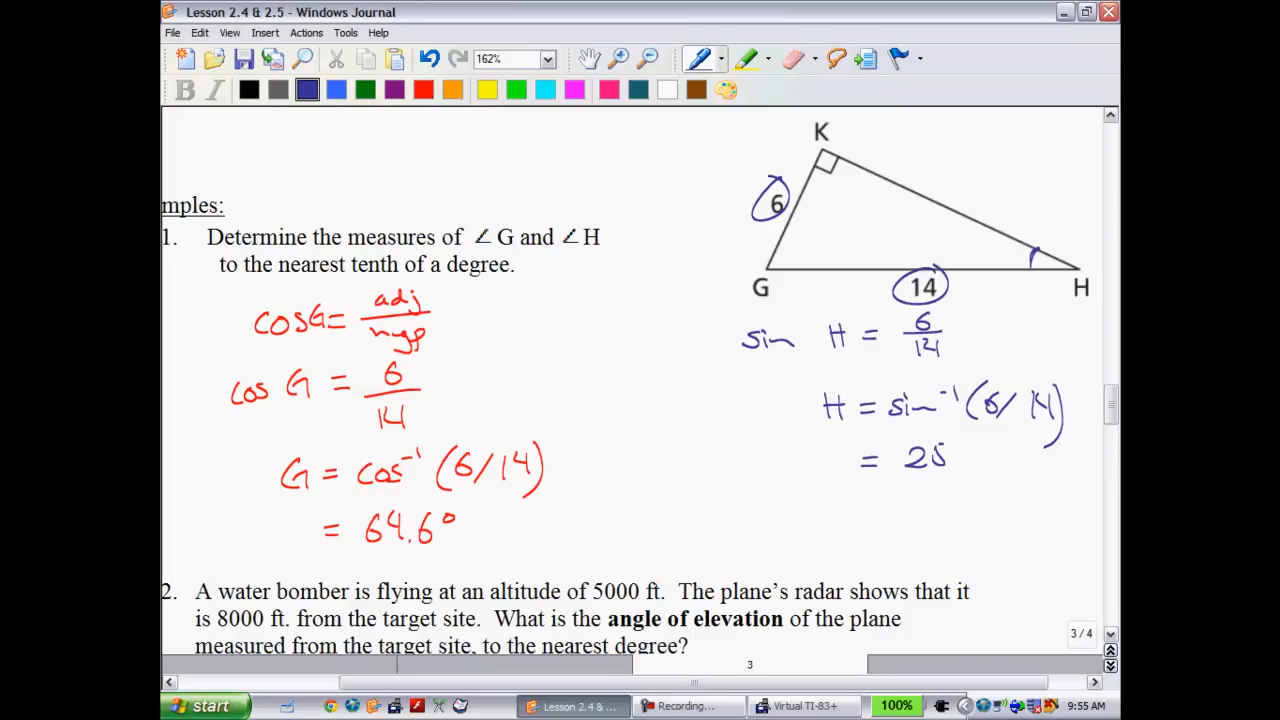 Lesson 2.4 & 2.5 - Windows Journal
File Edit View Insert Actions Tools Help
162%
B I
K
6
mples:
1. Determine the measures of ∠ G and ∠ H
to the nearest tenth of a degree.
G 14 H
cosG = adj
hyp
sin H = 6
14
cos G = 6
14
H = sin⁻¹ (6/14)
= 25
G = cos⁻¹ (6/14)
= 64.6°
2. A water bomber is flying at an altitude of 5000 ft. The plane's radar shows that it
is 8000 ft. from the target site. What is the angle of elevation of the plane
measured from the target site, to the nearest degree?
3 / 4
3
start Lesson 2.4 & ... Recording... Virtual TI-83+ 100% 9:55 AM